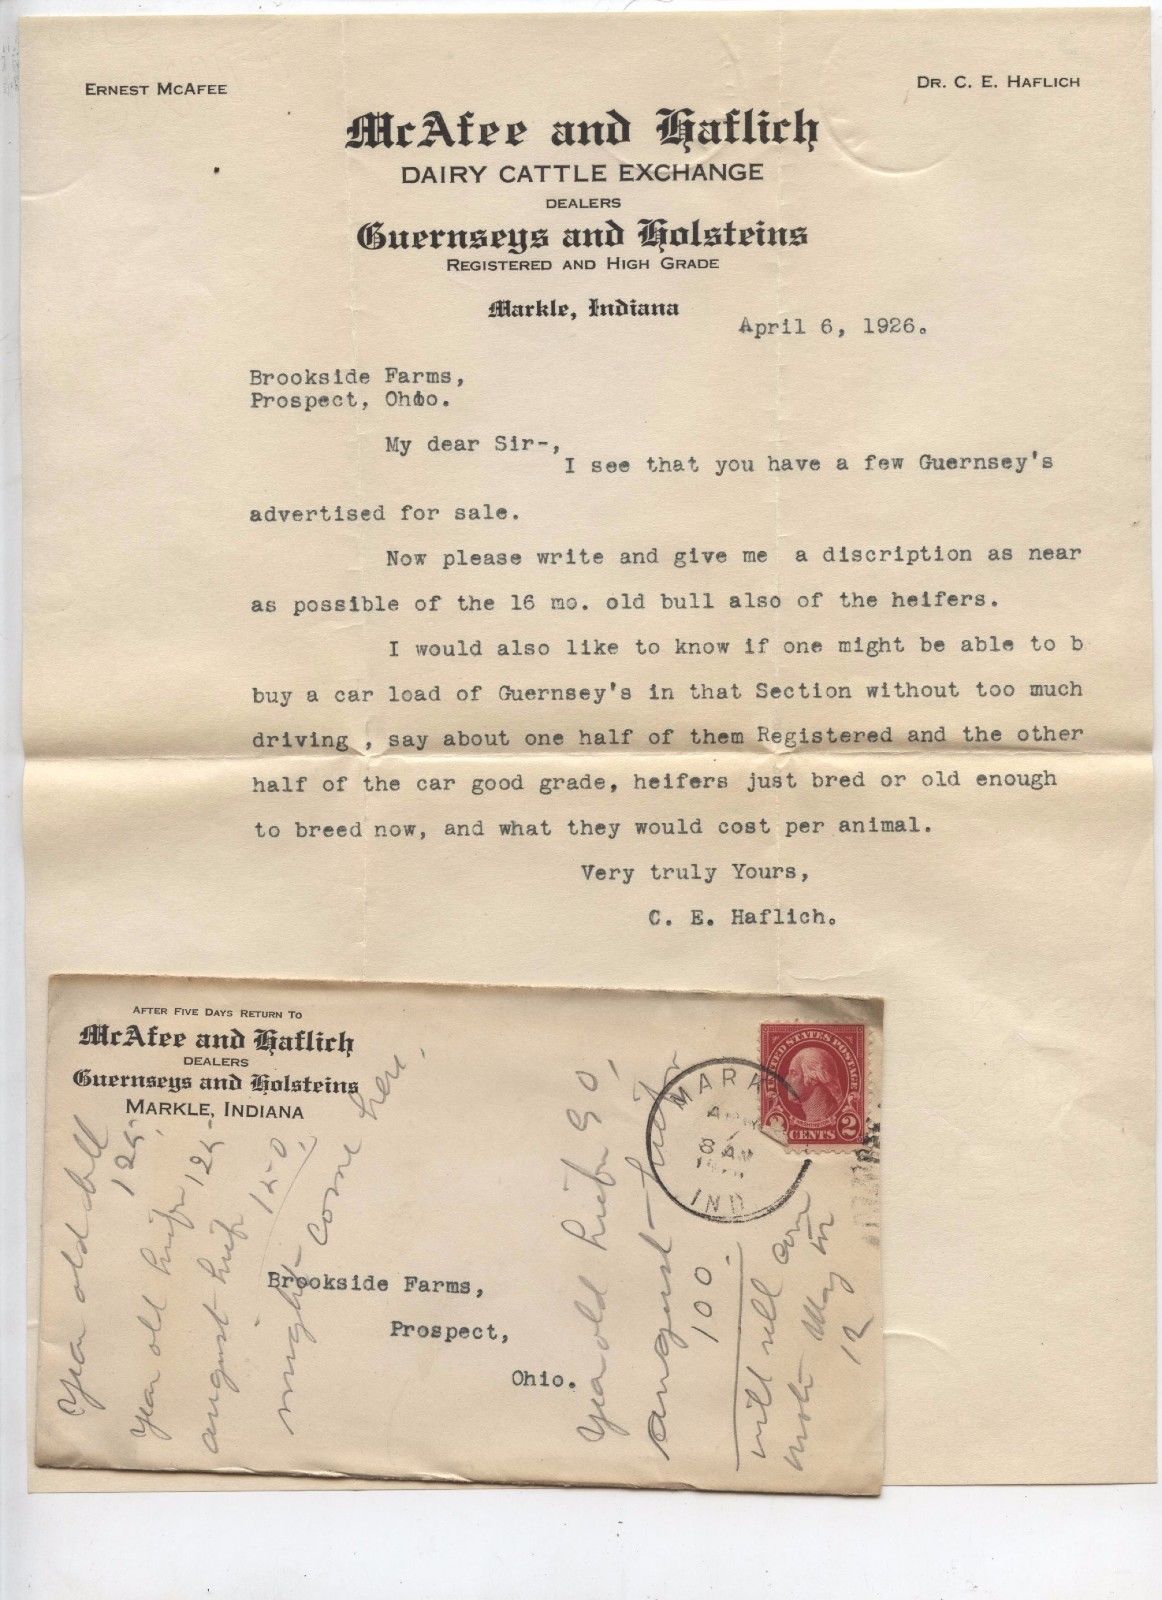 ERNEST MCAFEE
DR. C. E. HAFLICH
McAfee and Haflich
DAIRY CATTLE EXCHANGE
DEALERS
Guernseys and Holsteins
REGISTERED AND HIGH GRADE
Markle, Indiana
April 6, 1926.
Brookside Farms,
Prospect, Ohio.
My dear Sir-,
I see that you have a few Guernsey's
advertised for sale.
Now please write and give me a discription as near
as possible of the 16 mo. old bull also of the heifers.
I would also like to know if one might be able to b
buy a car load of Guernsey's in that Section without too much
driving , say about one half of them Registered and the other
half of the car good grade, heifers just bred or old enough
to breed now, and what they would cost per animal.
Very truly Yours,
C. E. Haflich.
AFTER FIVE DAYS RETURN TO
McAfee and Haflich
DEALERS
Guernseys and Holsteins
MARKLE, INDIANA
UNITED STATES POSTAGE
CENTS 2
MARK
8 AM
IND
Brookside Farms,
Prospect,
Ohio.
Year old bull
125
Year old heifer 125
august heifer 150
might come here.
Year old heifer 90.
august - heifer
100.
will sell
May
12